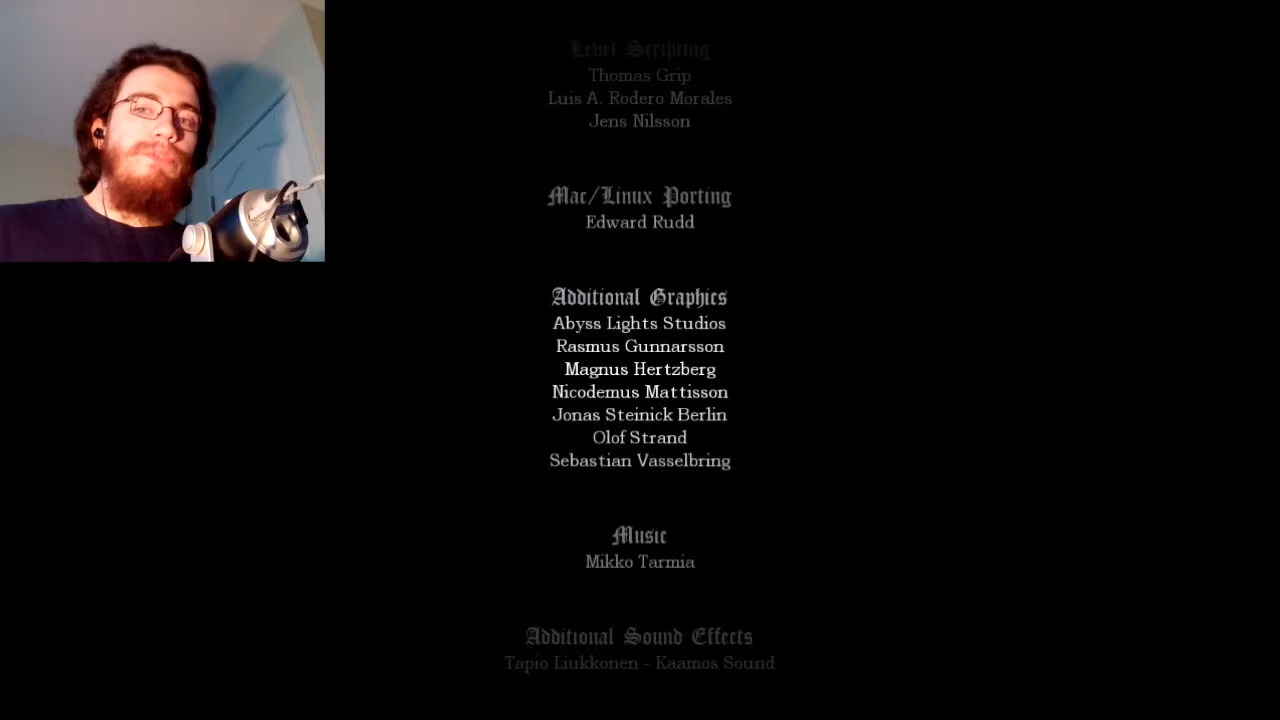 Level Scripting
Thomas Grip
Luis A. Rodero Morales
Jens Nilsson
Mac/Linux Porting
Edward Rudd
Additional Graphics
Abyss Lights Studios
Rasmus Gunnarsson
Magnus Hertzberg
Nicodemus Mattisson
Jonas Steinick Berlin
Olof Strand
Sebastian Vasselbring
Music
Mikko Tarmia
Additional Sound Effects
Tapio Liukkonen - Kaamos Sound